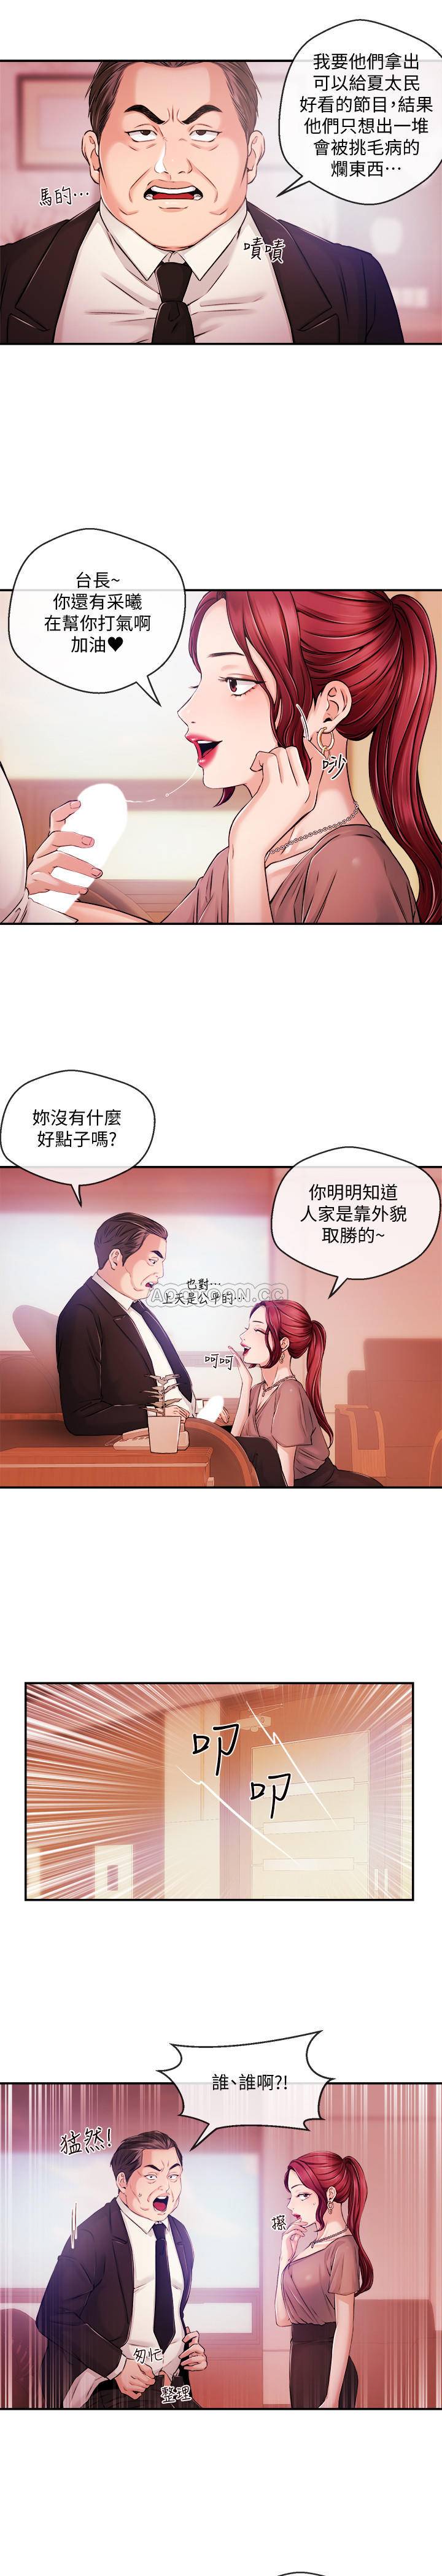 我要他們拿出
可以給夏太民
好看的節目,結果
他們只想出一堆
會被挑毛病的
爛東西…
馬的…
嘖嘖
台長~
你還有采曦
在幫你打氣啊
加油♥
唦
妳沒有什麼
好點子嗎?
你明明知道
人家是靠外貌
取勝的~
也對…
上天是公平的…
呵呵
叩
叩
誰、誰啊?!
猛然!
擦
匆忙
整理